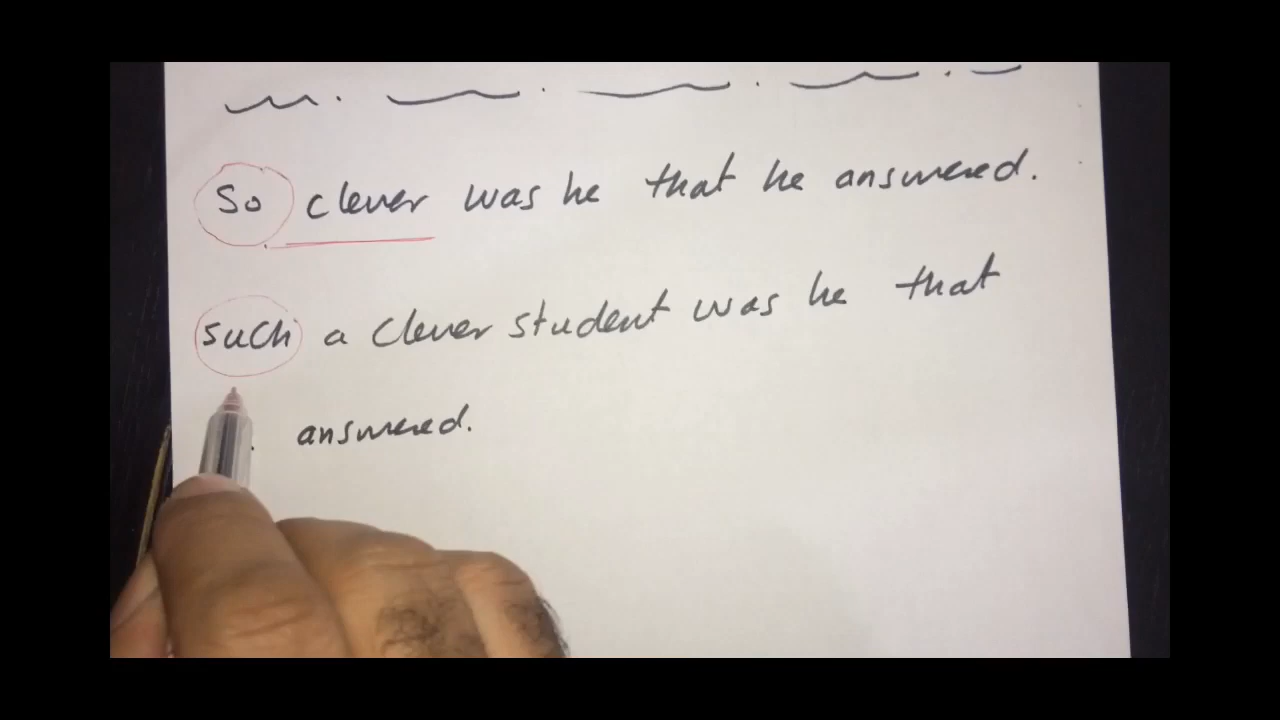 So clever was he that he answered.
such a clever student was he that
answered.